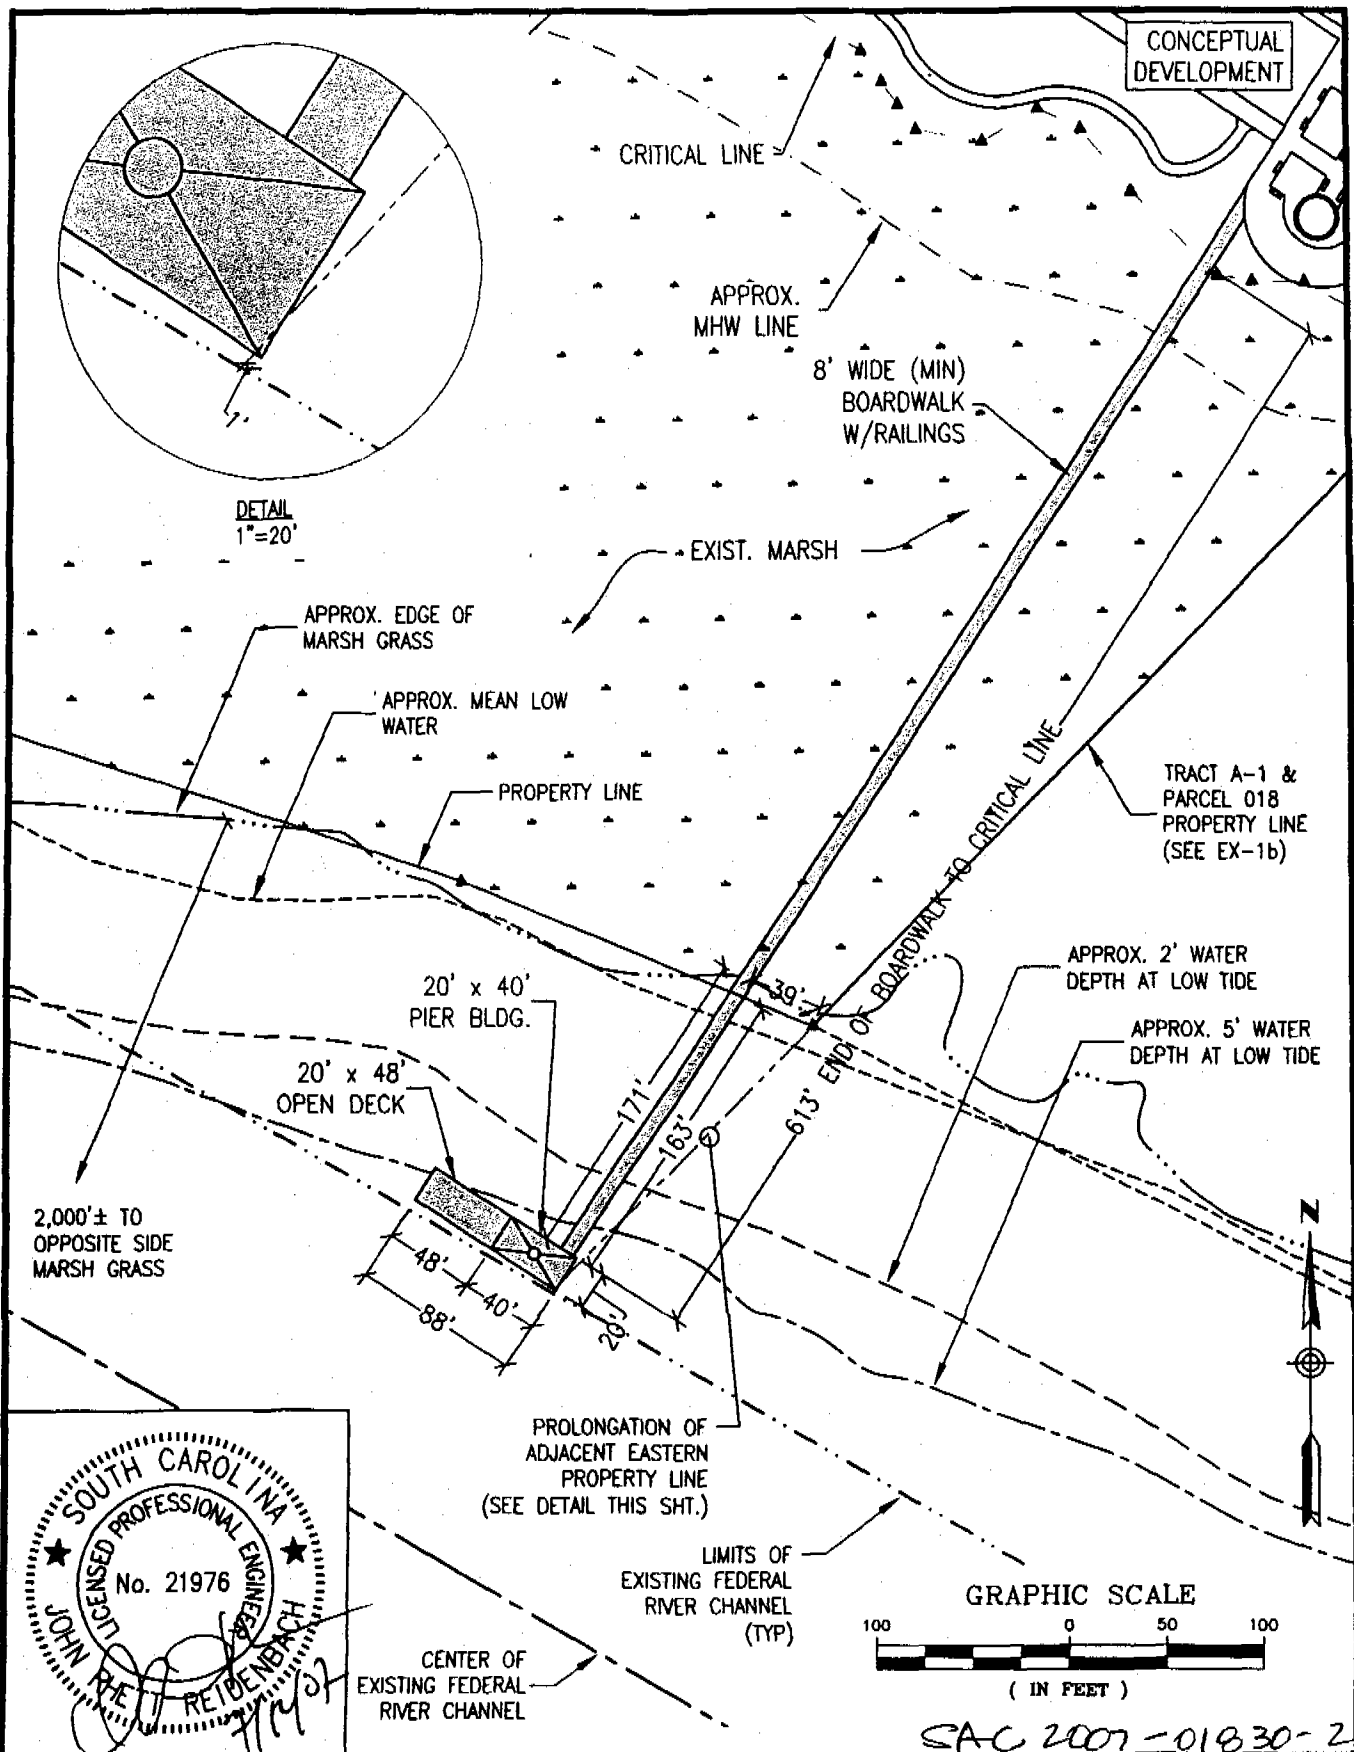 CONCEPTUAL
DEVELOPMENT
CRITICAL LINE
APPROX.
MHW LINE
8' WIDE (MIN)
BOARDWALK
W/RAILINGS
1'
DETAIL
1"=20'
EXIST. MARSH
APPROX. EDGE OF
MARSH GRASS
APPROX. MEAN LOW
WATER
PROPERTY LINE
TRACT A-1 &
PARCEL 018
PROPERTY LINE
(SEE EX-1b)
613' END OF BOARDWALK TO CRITICAL LINE
39'
20' x 40'
PIER BLDG.
20' x 48'
OPEN DECK
APPROX. 2' WATER
DEPTH AT LOW TIDE
APPROX. 5' WATER
DEPTH AT LOW TIDE
171'
163'
2,000'± TO
OPPOSITE SIDE
MARSH GRASS
48'
40'
88'
20'
N
PROLONGATION OF
ADJACENT EASTERN
PROPERTY LINE
(SEE DETAIL THIS SHT.)
LIMITS OF
EXISTING FEDERAL
RIVER CHANNEL
(TYP)
CENTER OF
EXISTING FEDERAL
RIVER CHANNEL
SOUTH CAROLINA
LICENSED PROFESSIONAL ENGINEER
No. 21976
JOHN RHETT REIDENBACH
GRAPHIC SCALE
100 0 50 100
( IN FEET )
SAC 2007-01830-2